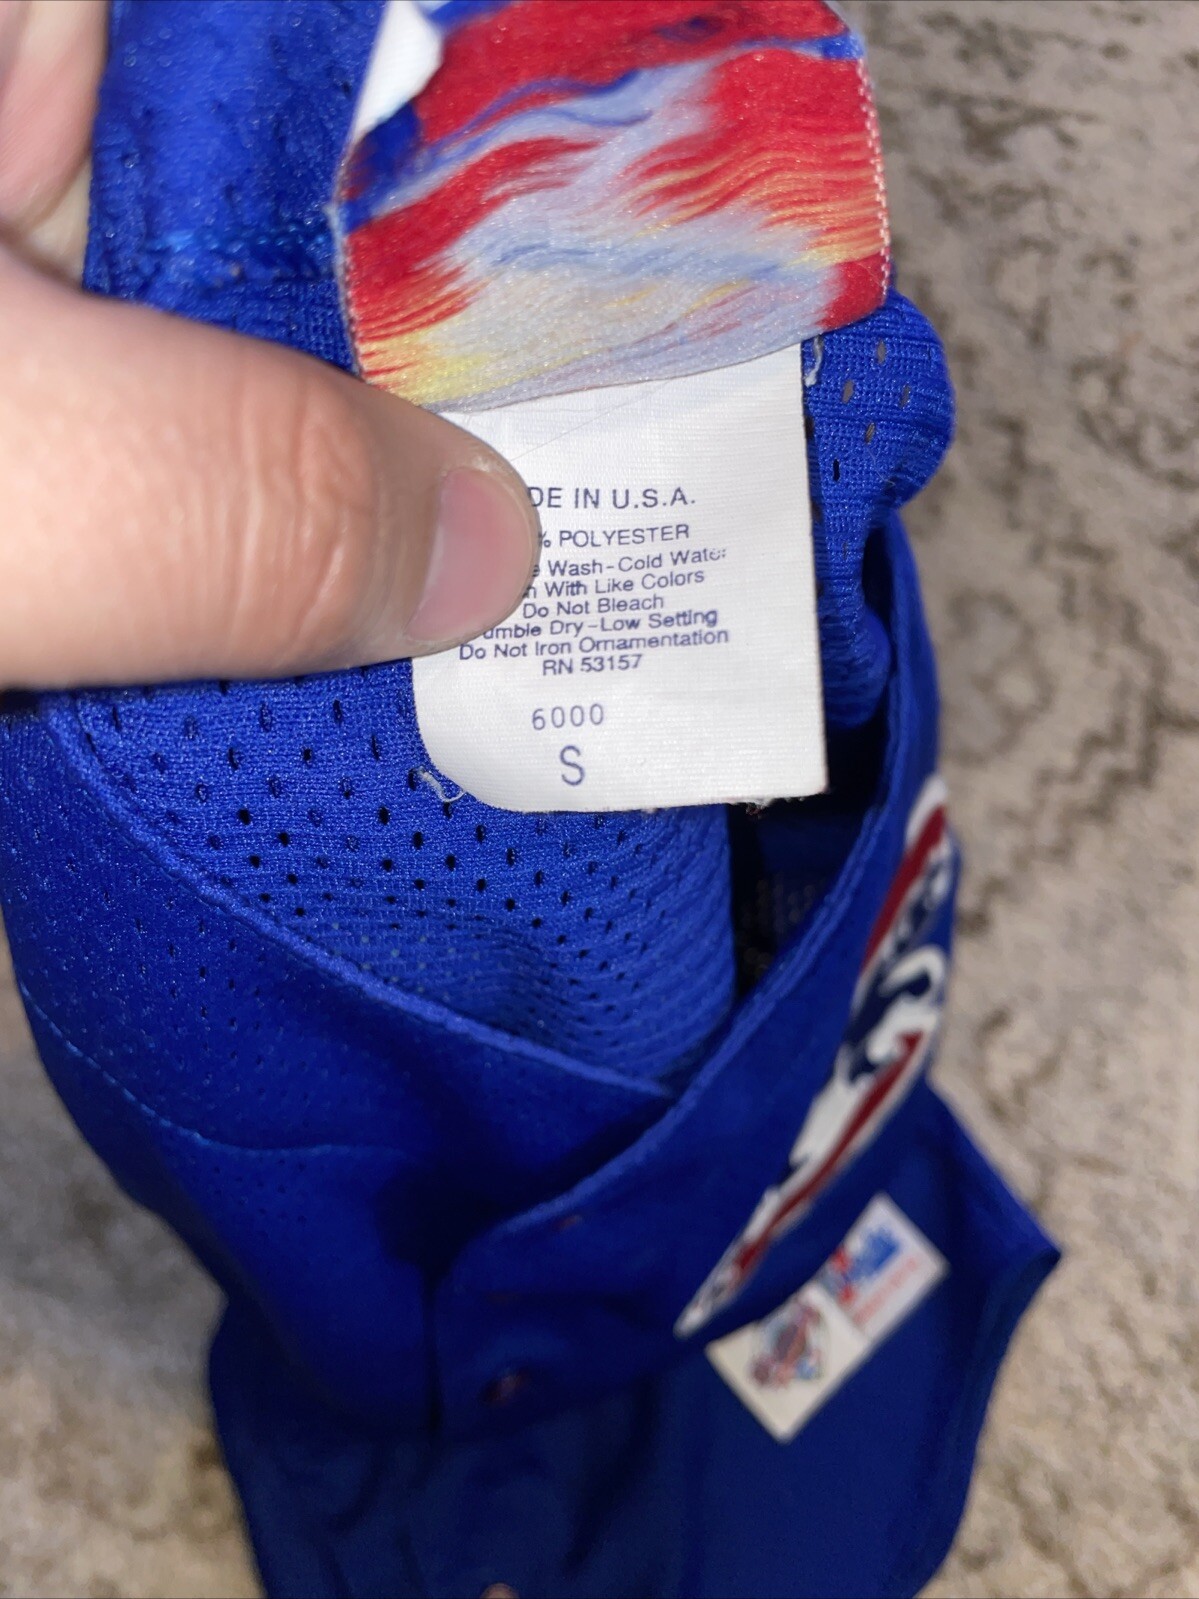 DE IN U.S.A.
% POLYESTER
e Wash-Cold Water
h With Like Colors
Do Not Bleach
umble Dry-Low Setting
Do Not Iron Ornamentation
RN 53157
6000
S